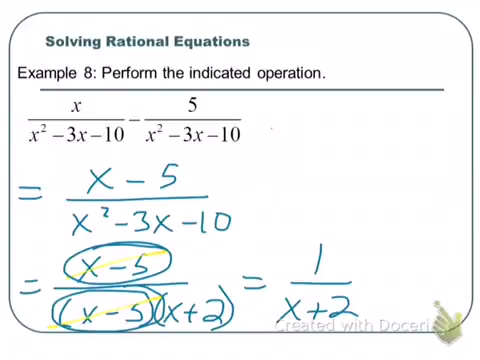 Solving Rational Equations
Example 8: Perform the indicated operation.
x/(x² − 3x − 10) − 5/(x² − 3x − 10)
= (x − 5)/(x² − 3x − 10)
= (x − 5)/((x − 5)(x + 2)) = 1/(x + 2)
Created with Doceri